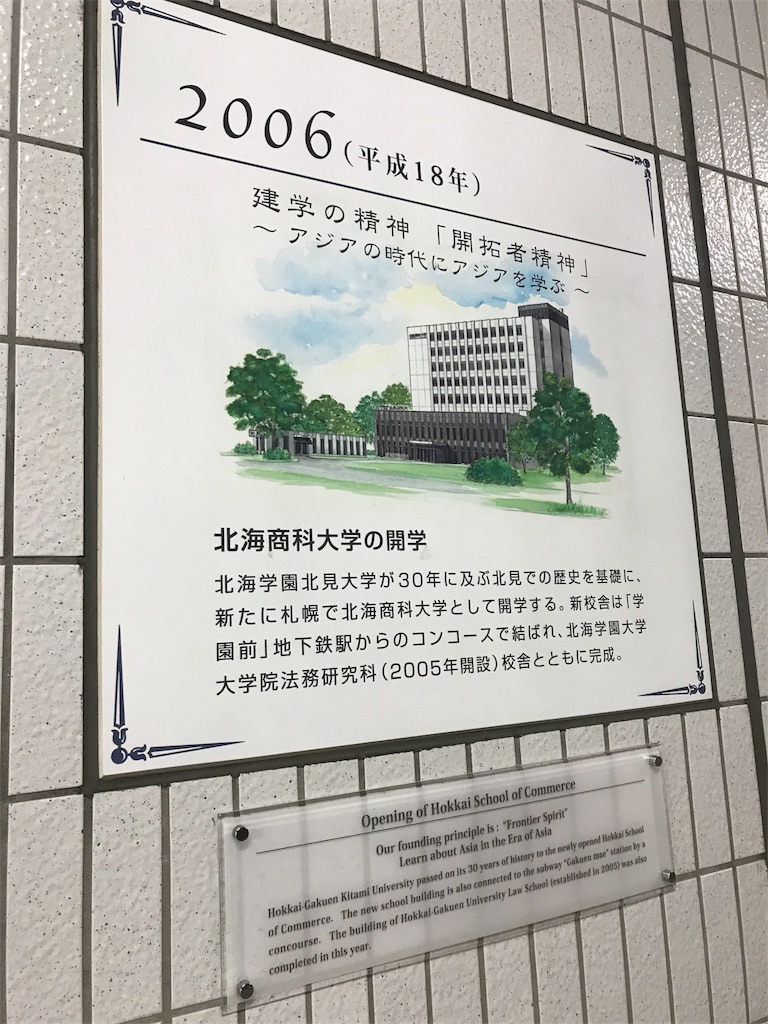 2006(平成18年)
建学の精神「開拓者精神」
～ アジアの時代にアジアを学ぶ ～
北海商科大学の開学
北海学園北見大学が30年に及ぶ北見での歴史を基礎に、
新たに札幌で北海商科大学として開学する。新校舎は「学
園前」地下鉄駅からのコンコースで結ばれ、北海学園大学
大学院法務研究科(2005年開設)校舎とともに完成。
Opening of Hokkai School of Commerce
Our founding principle is : "Frontier Spirit"
Learn about Asia in the Era of Asia
Hokkai-Gakuen Kitami University passed on its 30 years of history to the newly opened Hokkai School
of Commerce. The new school building is also connected to the subway "Gakuen mae" station by a
concourse. The building of Hokkai-Gakuen University Law School (established in 2005) was also
completed in this year.